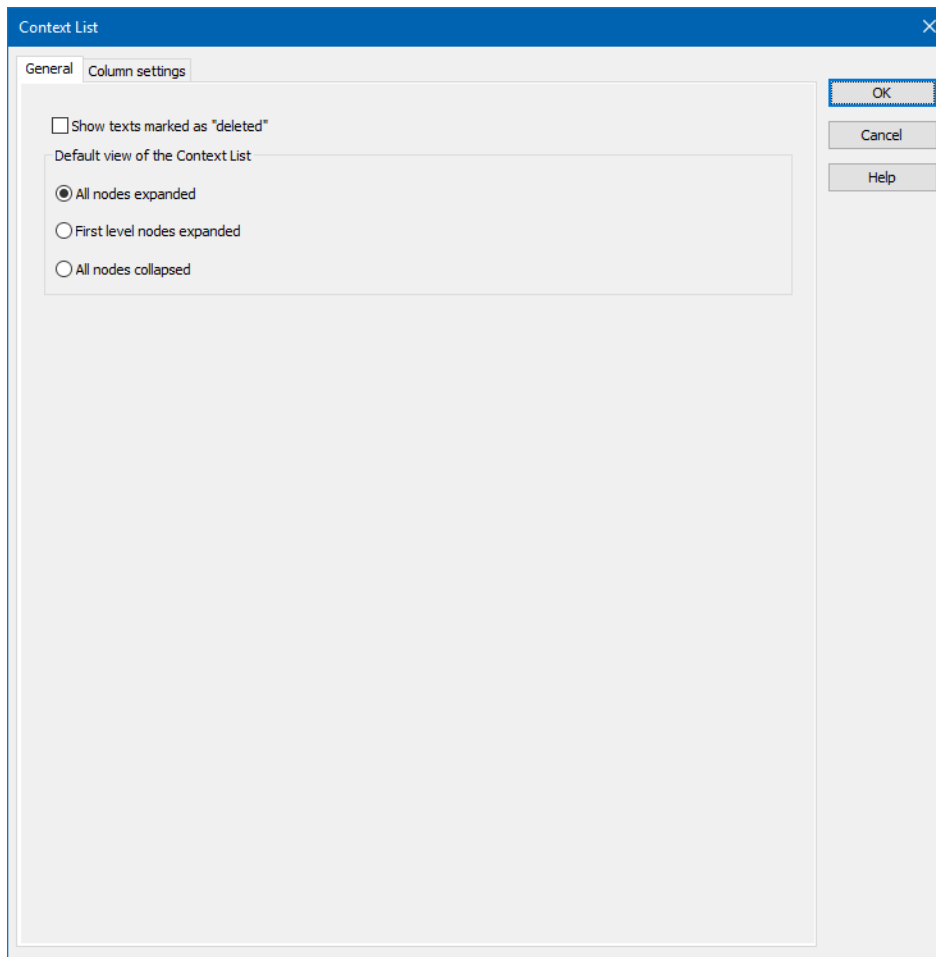 Context List
General
Column settings
OK
Show texts marked as "deleted"
Cancel
Default view of the Context List
Help
All nodes expanded
First level nodes expanded
All nodes collapsed